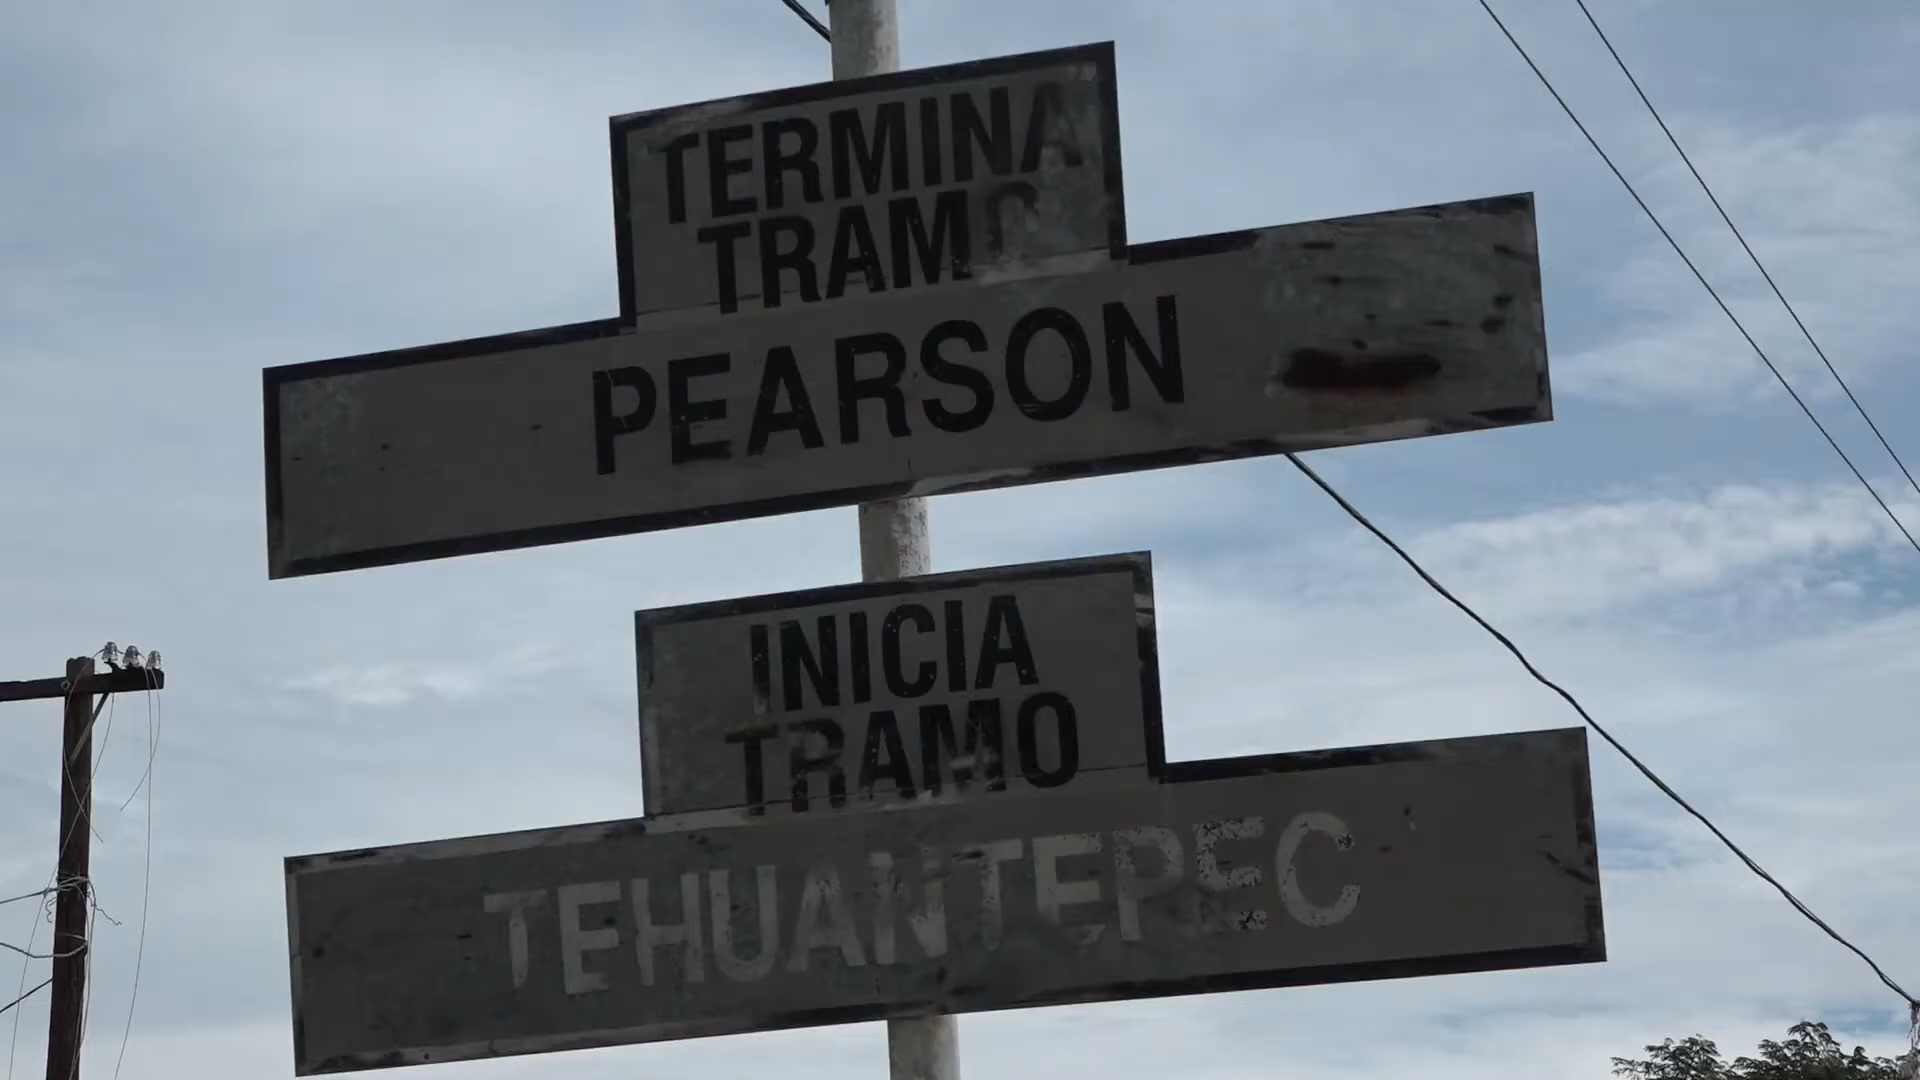 TERMINA
TRAMO
PEARSON
INICIA
TRAMO
TEHUANTEPEC